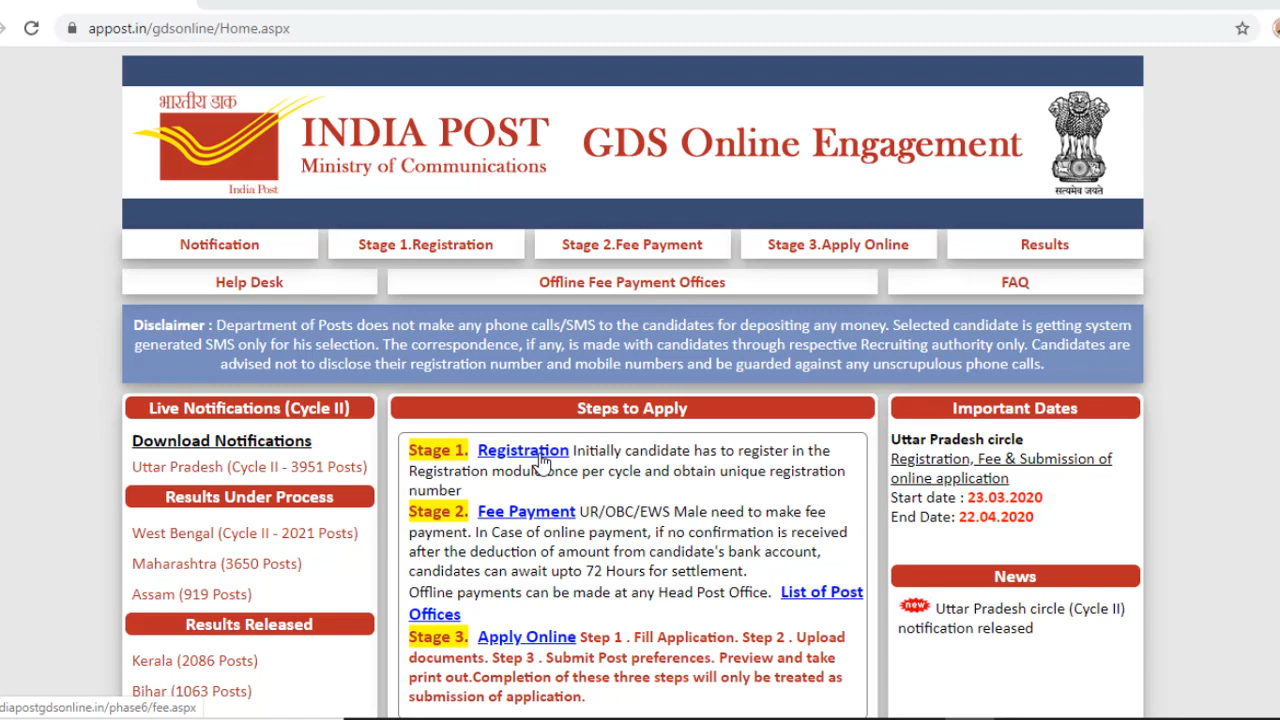 appost.in/gdsonline/Home.aspx
भारतीय डाक
India Post
INDIA POST
Ministry of Communications
GDS Online Engagement
सत्यमेव जयते
Notification
Stage 1.Registration
Stage 2.Fee Payment
Stage 3.Apply Online
Results
Help Desk
Offline Fee Payment Offices
FAQ
Disclaimer : Department of Posts does not make any phone calls/SMS to the candidates for depositing any money. Selected candidate is getting system
generated SMS only for his selection. The correspondence, if any, is made with candidates through respective Recruiting authority only. Candidates are
advised not to disclose their registration number and mobile numbers and be guarded against any unscrupulous phone calls.
Live Notifications (Cycle II)
Download Notifications
Uttar Pradesh (Cycle II - 3951 Posts)
Results Under Process
West Bengal (Cycle II - 2021 Posts)
Maharashtra (3650 Posts)
Assam (919 Posts)
Results Released
Kerala (2086 Posts)
Bihar (1063 Posts)
Steps to Apply
Stage 1. Registration Initially candidate has to register in the
Registration module once per cycle and obtain unique registration
number
Stage 2. Fee Payment UR/OBC/EWS Male need to make fee
payment. In Case of online payment, if no confirmation is received
after the deduction of amount from candidate's bank account,
candidates can await upto 72 Hours for settlement.
Offline payments can be made at any Head Post Office. List of Post
Offices
Stage 3. Apply Online Step 1 . Fill Application. Step 2 . Upload
documents. Step 3 . Submit Post preferences. Preview and take
print out.Completion of these three steps will only be treated as
submission of application.
Important Dates
Uttar Pradesh circle
Registration, Fee & Submission of
online application
Start date : 23.03.2020
End Date: 22.04.2020
News
new Uttar Pradesh circle (Cycle II)
notification released
diapostgdsonline.in/phase6/fee.aspx